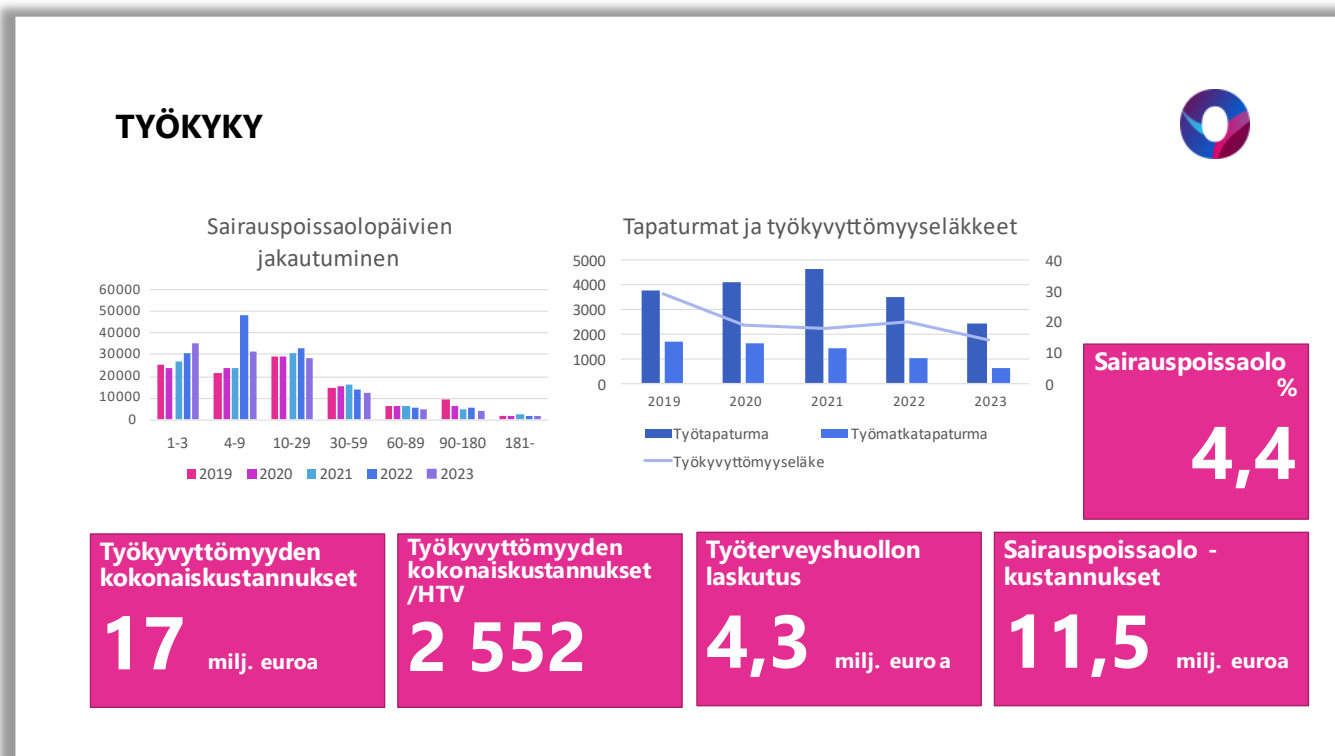 TYÖKYKY
Sairauspoissaolopäivien
jakautuminen
60000
50000
40000
30000
20000
10000
0
1-3 4-9 10-29 30-59 60-89 90-180 181-
2019 2020 2021 2022 2023
Tapaturmat ja työkyvyttömyyseläkkeet
5000 40
4000 30
3000 20
2000 10
1000 0
0
2019 2020 2021 2022 2023
Työtapaturma Työmatkatapaturma
Työkyvyttömyyseläke
Sairauspoissaolo
%
4,4
Työkyvyttömyyden
kokonaiskustannukset
17 milj. euroa
Työkyvyttömyyden
kokonaiskustannukset
/HTV
2 552
Työterveyshuollon
laskutus
4,3 milj. euro a
Sairauspoissaolo -
kustannukset
11,5 milj. euroa